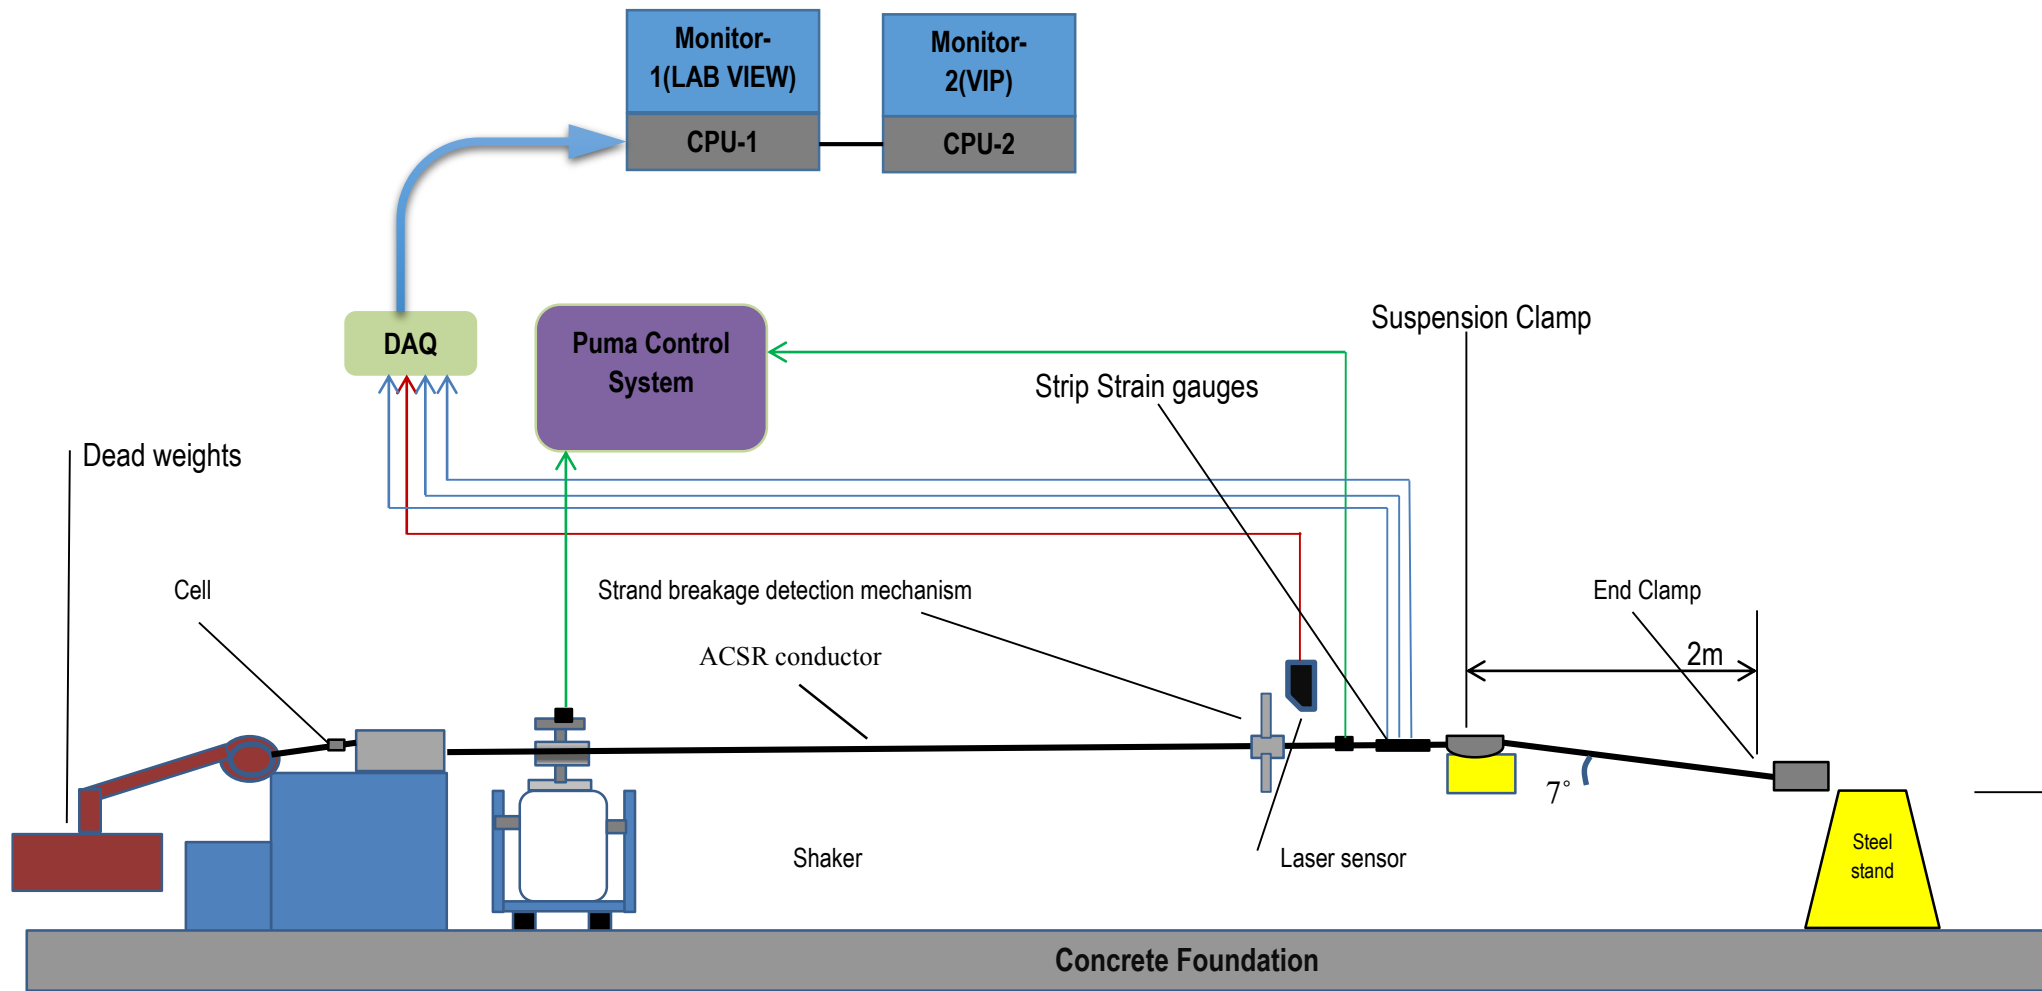 Monitor-
1(LAB VIEW)
CPU-1
Monitor-
2(VIP)
CPU-2
DAQ
Puma Control
System
Suspension Clamp
Strip Strain gauges
Dead weights
Cell
Strand breakage detection mechanism
End Clamp
ACSR conductor
2m
7°
Shaker
Laser sensor
Steel
stand
Concrete Foundation